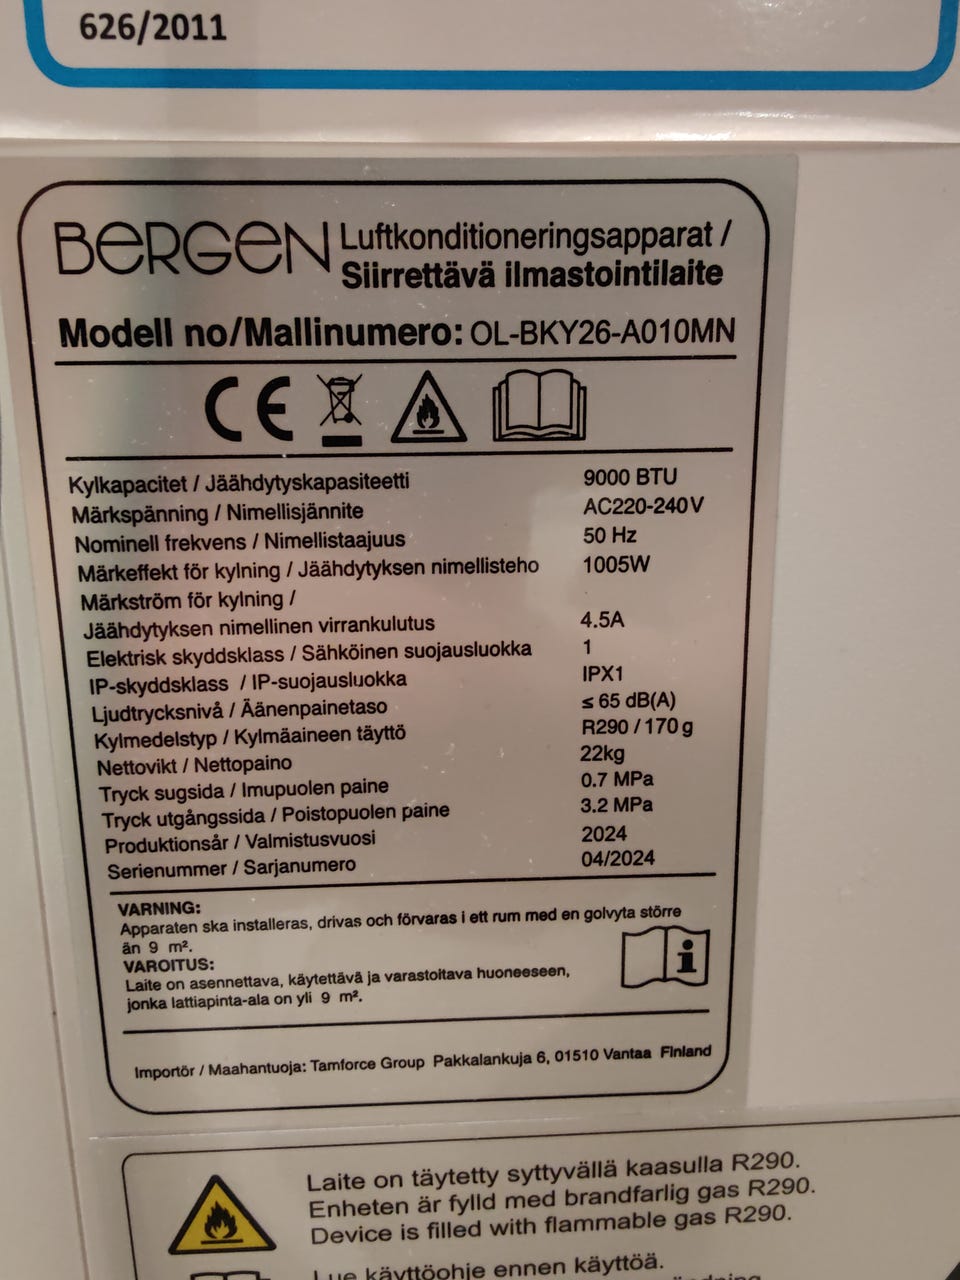 626/2011
BERGEN
Luftkonditioneringsapparat /
Siirrettävä ilmastointilaite
Modell no/Mallinumero: OL-BKY26-A010MN
CE
Kylkapacitet / Jäähdytyskapasiteetti 9000 BTU
Märkspänning / Nimellisjännite AC220-240V
Nominell frekvens / Nimellistaajuus 50 Hz
Märkeffekt för kylning / Jäähdytyksen nimellisteho 1005W
Märkström för kylning /
Jäähdytyksen nimellinen virrankulutus 4.5A
Elektrisk skyddsklass / Sähköinen suojausluokka 1
IP-skyddsklass / IP-suojausluokka IPX1
Ljudtrycksnivå / Äänenpainetaso ≤ 65 dB(A)
Kylmedelstyp / Kylmäaineen täyttö R290 / 170 g
Nettovikt / Nettopaino 22kg
Tryck sugsida / Imupuolen paine 0.7 MPa
Tryck utgångssida / Poistopuolen paine 3.2 MPa
Produktionsår / Valmistusvuosi 2024
Serienummer / Sarjanumero 04/2024
VARNING:
Apparaten ska installeras, drivas och förvaras i ett rum med en golvyta större
än 9 m².
VAROITUS:
Laite on asennettava, käytettävä ja varastoitava huoneeseen,
jonka lattiapinta-ala on yli 9 m².
Importör / Maahantuoja: Tamforce Group Pakkalankuja 6, 01510 Vantaa Finland
Laite on täytetty syttyvällä kaasulla R290.
Enheten är fylld med brandfarlig gas R290.
Device is filled with flammable gas R290.
Lue käyttöohje ennen käyttöä.